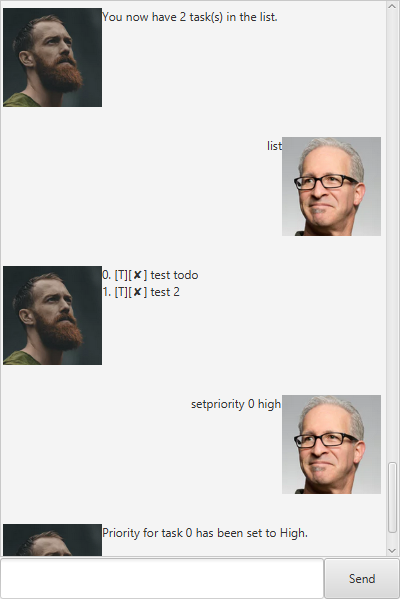 You now have 2 task(s) in the list.
list
0. [T][✘] test todo
1. [T][✘] test 2
setpriority 0 high
Priority for task 0 has been set to High.
Send